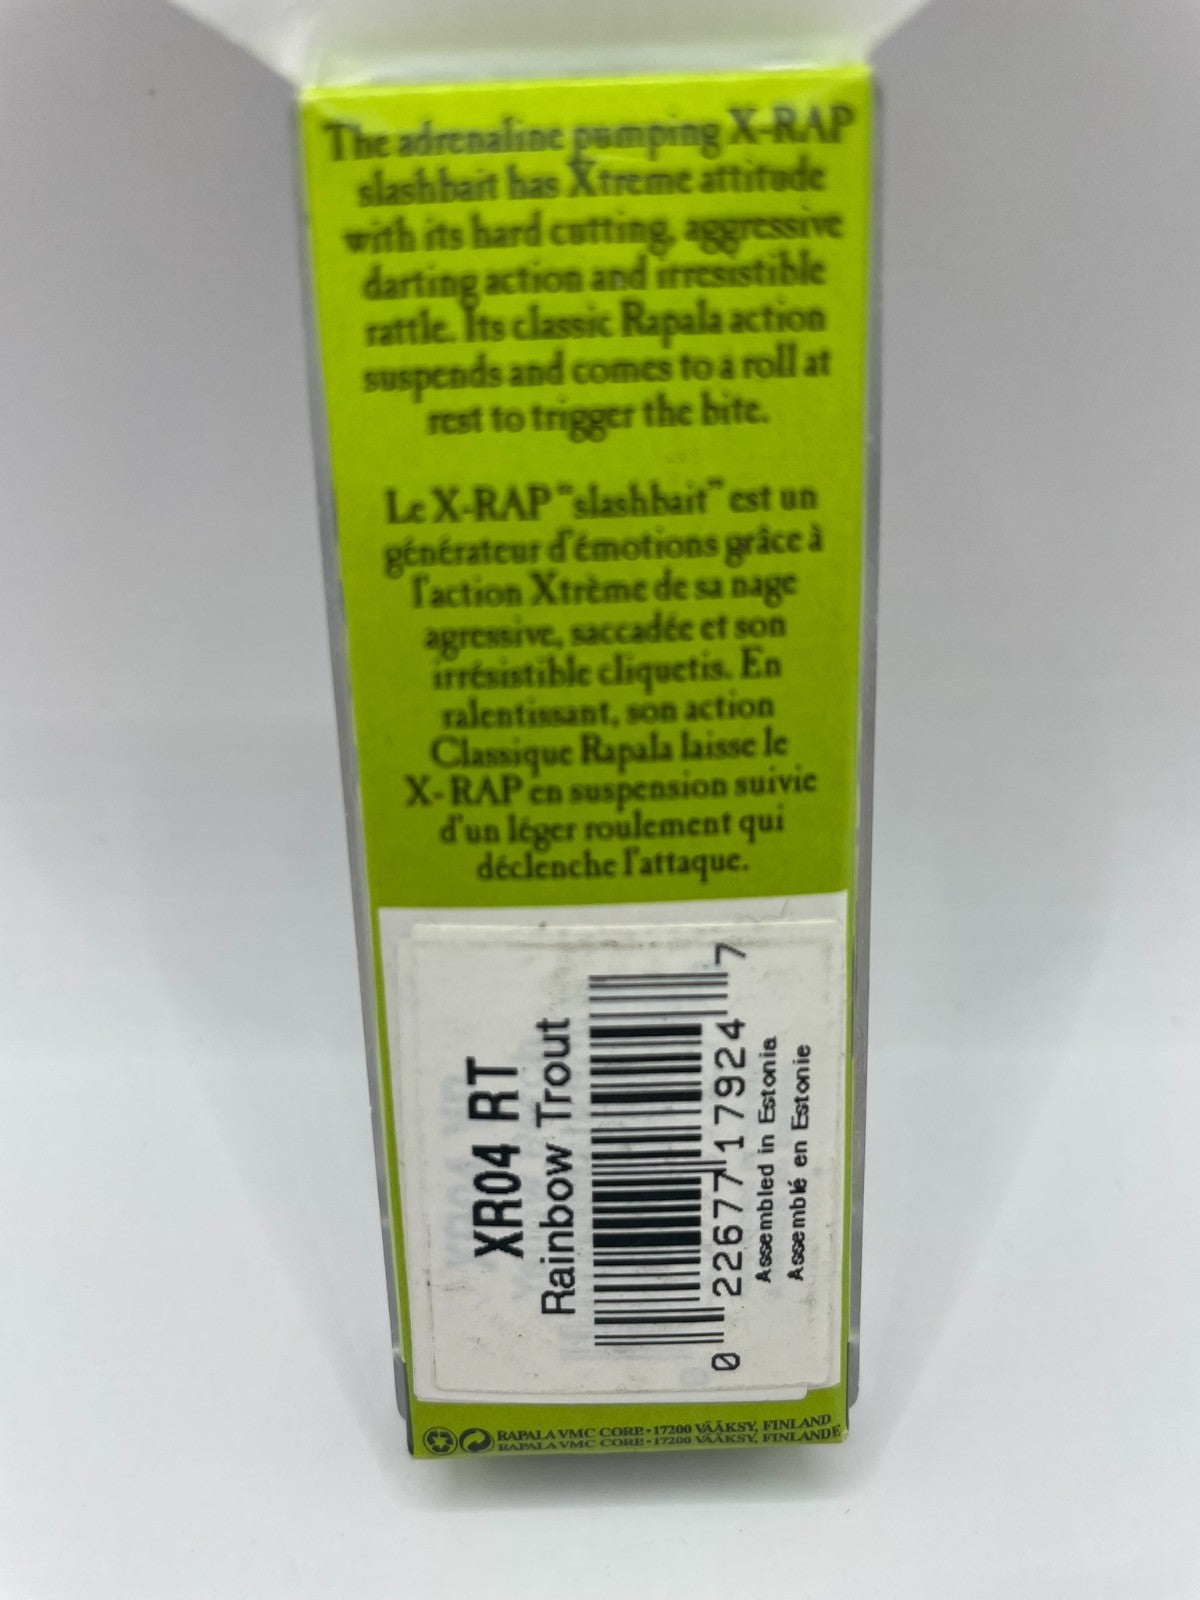 The adrenaline pumping X-RAP
slashbait has Xtreme attitude
with its hard cutting, aggressive
darting action and irresistible
rattle. Its classic Rapala action
suspends and comes to a roll at
rest to trigger the bite.
Le X-RAP "slashbait" est un
générateur d'émotions grâce à
l'action Xtrème de sa nage
agressive, saccadée et son
irrésistible cliquetis. En
ralentissant, son action
Classique Rapala laisse le
X-RAP en suspension suivie
d'un léger roulement qui
déclenche l'attaque.
XR04 RT
Rainbow Trout
0 22677 17924 7
Assembled in Estonia
Assemblé en Estonie
RAPALA VMC CORP. • 17200 VÄÄKSY, FINLAND
RAPALA VMC CORP. • 17200 VÄÄKSY, FINLANDE